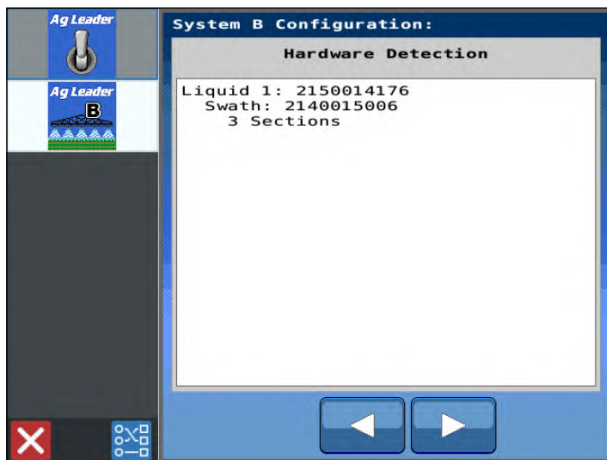 Ag Leader
Ag Leader
B
System B Configuration:
Hardware Detection
Liquid 1: 2150014176
Swath: 2140015006
3 Sections